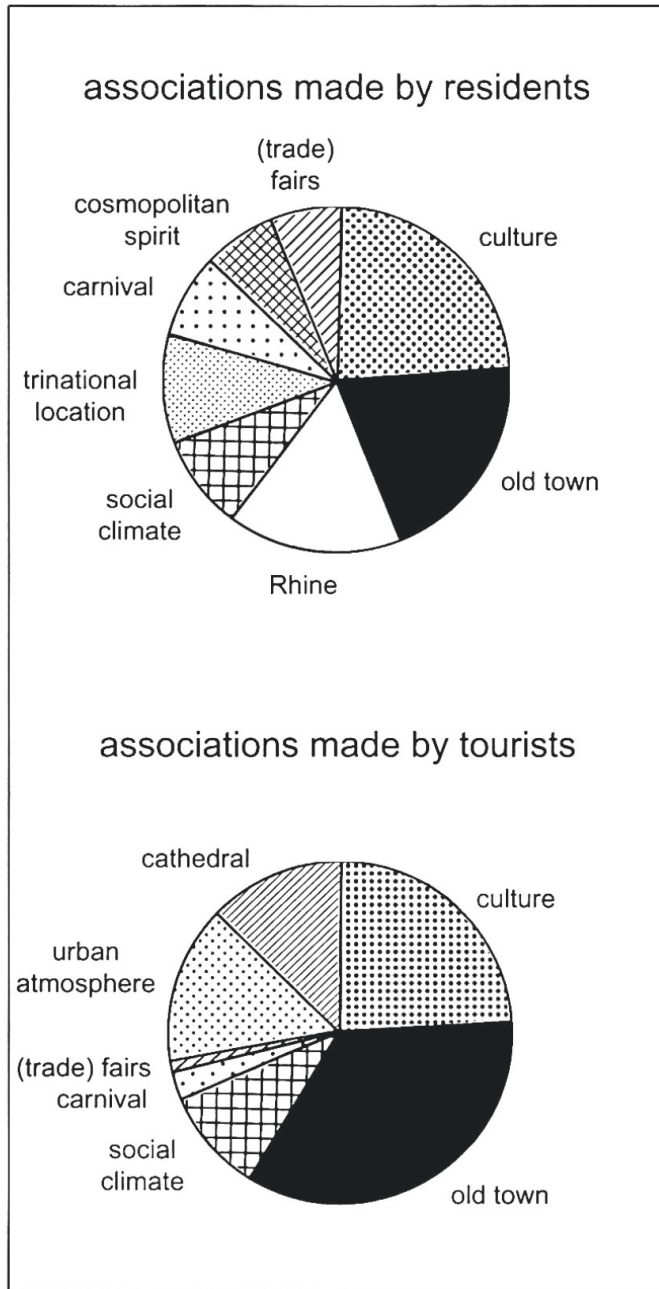 associations made by residents
(trade)
fairs
cosmopolitan
spirit
culture
carnival
trinational
location
old town
social
climate
Rhine
associations made by tourists
cathedral
culture
urban
atmosphere
(trade) fairs
carnival
social
climate
old town